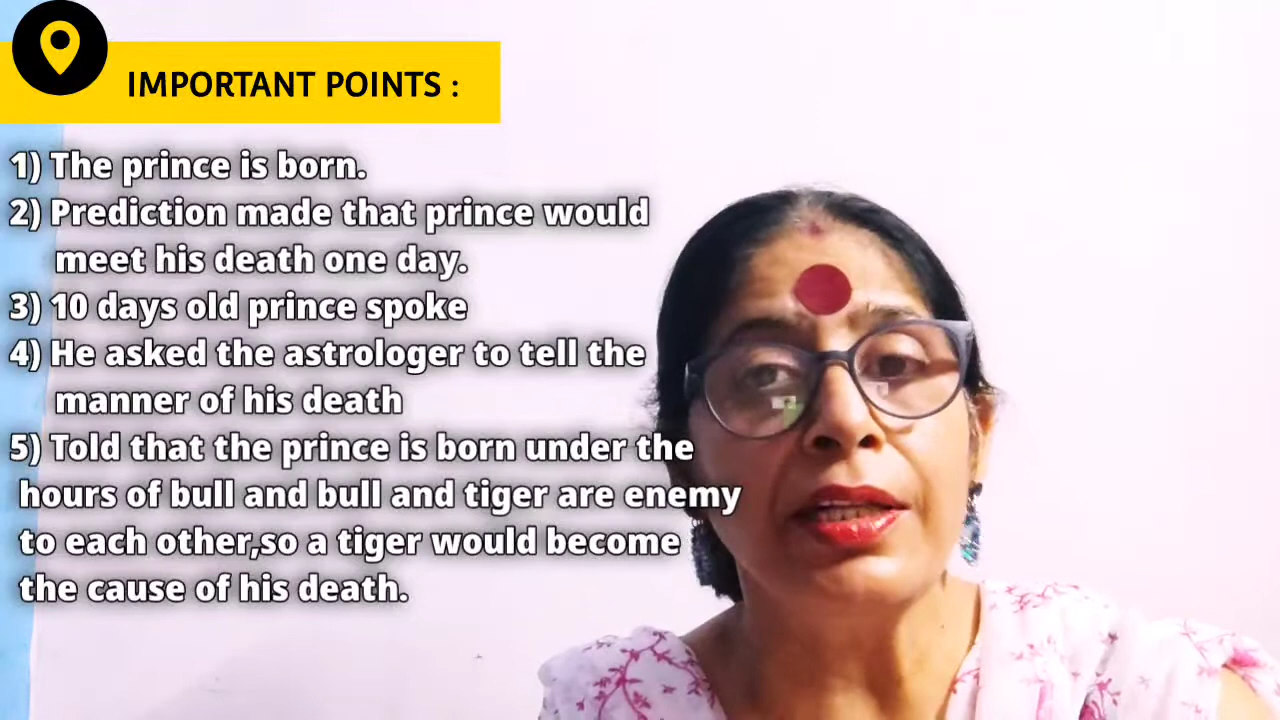 IMPORTANT POINTS :
1) The prince is born.
2) Prediction made that prince would
meet his death one day.
3) 10 days old prince spoke
4) He asked the astrologer to tell the
manner of his death
5) Told that the prince is born under the
hours of bull and bull and tiger are enemy
to each other,so a tiger would become
the cause of his death.